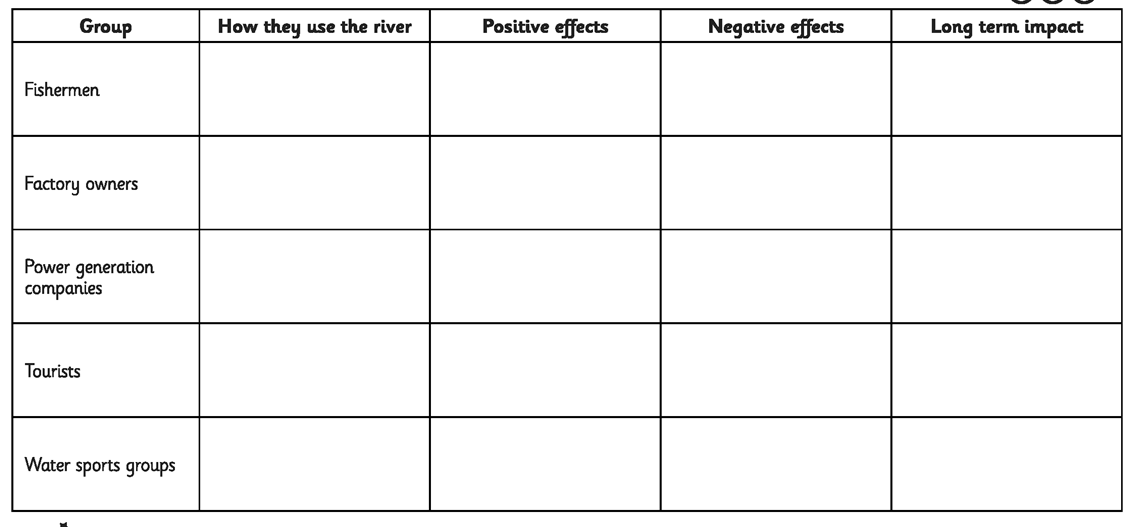 Group How they use the river Positive effects Negative effects Long term impact
Fishermen
Factory owners
Power generation
companies
Tourists
Water sports groups